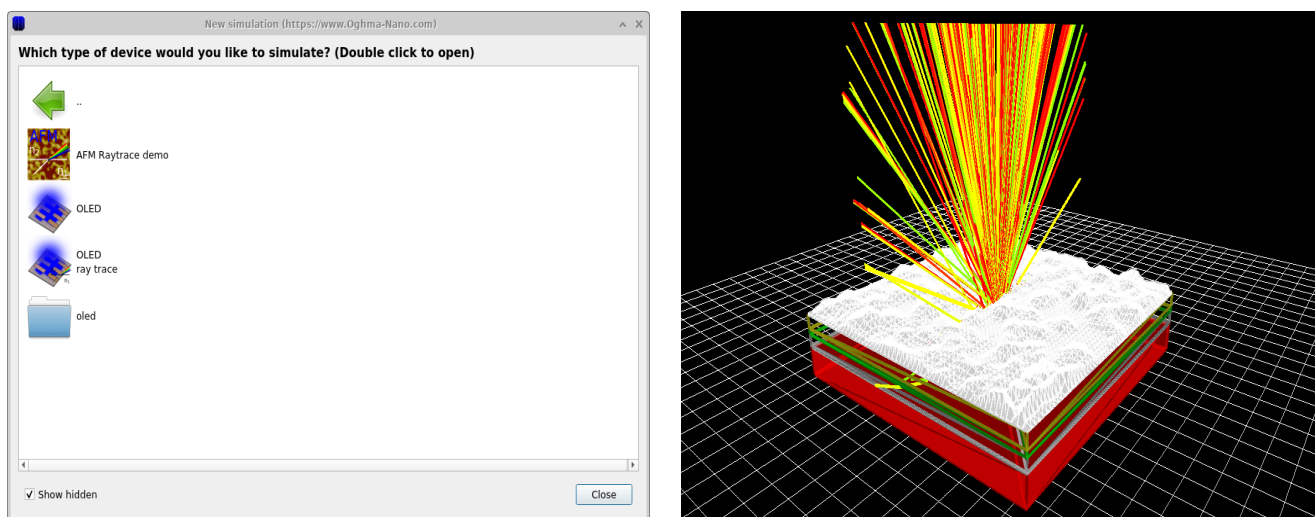 New simulation (https://www.Oghma-Nano.com)
Which type of device would you like to simulate? (Double click to open)
..
AFM
AFM Raytrace demo
OLED
OLED
ray trace
oled
Show hidden
Close